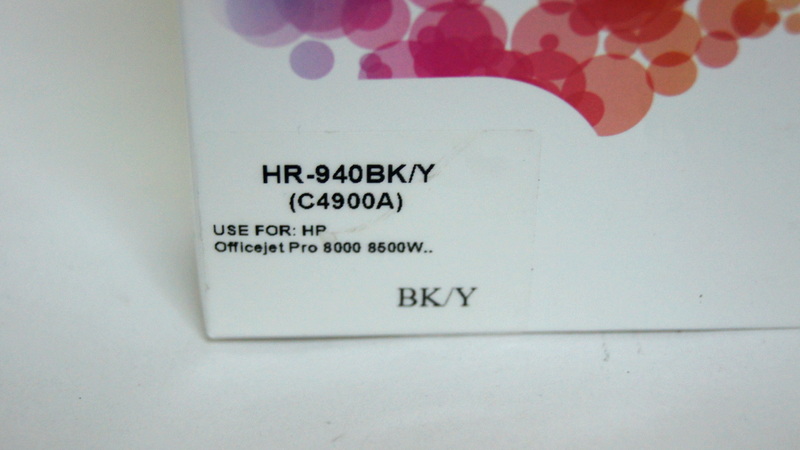 HR-940BK/Y
(C4900A)
USE FOR: HP
Officejet Pro 8000 8500W..
BK/Y